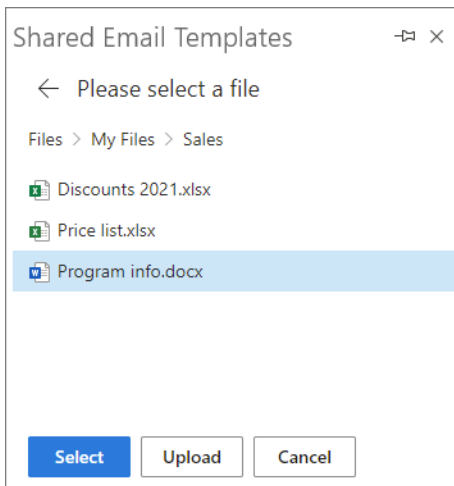 Shared Email Templates
Please select a file
Files > My Files > Sales
Discounts 2021.xlsx
Price list.xlsx
Program info.docx
Select Upload Cancel